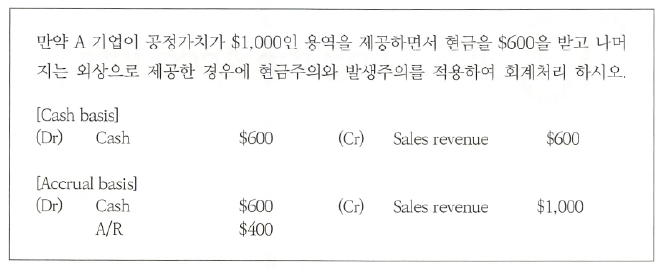 만약 A 기업이 공정가치가 $1,000인 용역을 제공하면서 현금을 $600을 받고 나머
지는 외상으로 제공한 경우에 현금주의와 발생주의를 적용하여 회계처리 하시오.
[Cash basis]
(Dr) Cash $600 (Cr) Sales revenue $600
[Accrual basis]
(Dr) Cash $600 (Cr) Sales revenue $1,000
A/R $400